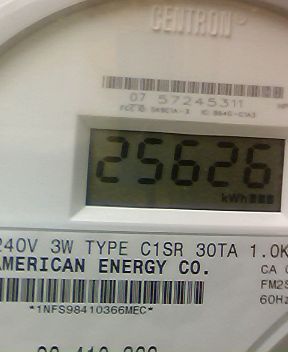 CENTRON
07 57245311
25626
kWh
240V 3W TYPE C1SR 30TA 1.0K
AMERICAN ENERGY CO.
CA
FM2S
60Hz
*1NFS98410366MEC*